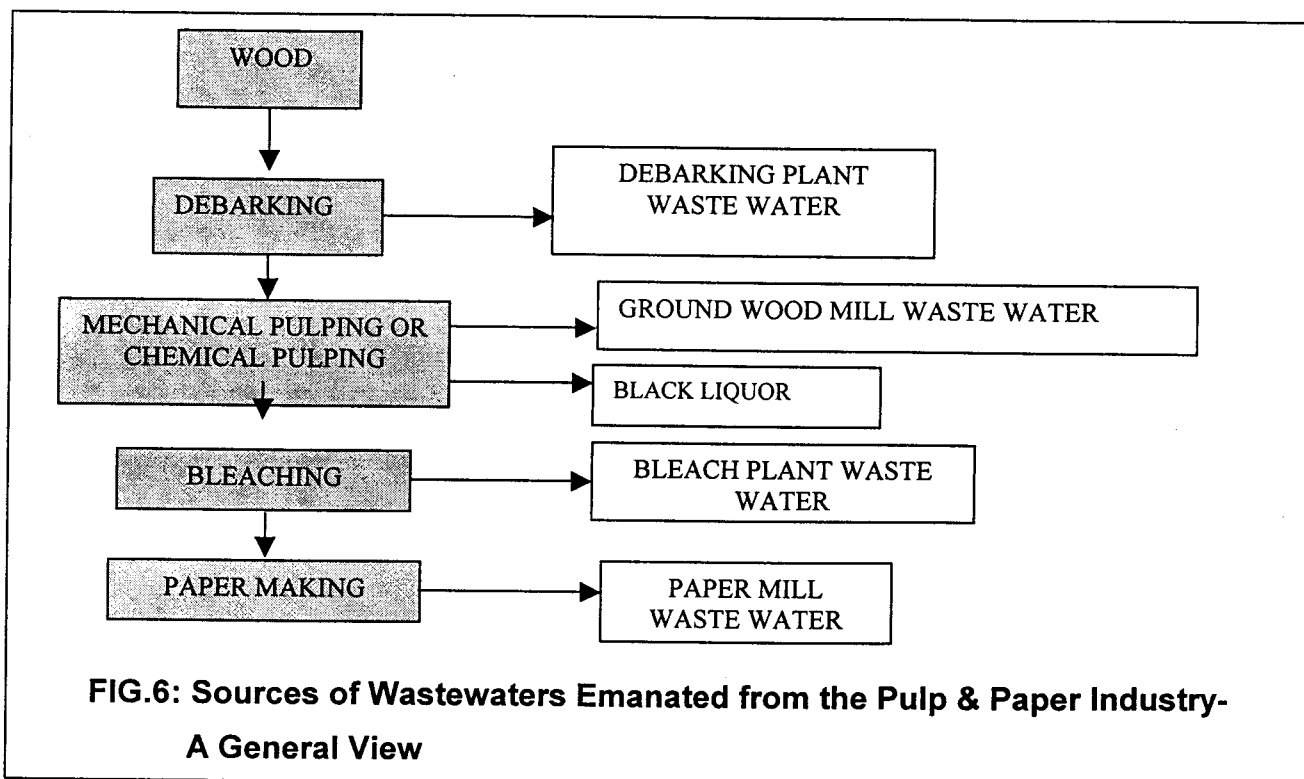 WOOD
DEBARKING
DEBARKING PLANT
WASTE WATER
MECHANICAL PULPING OR
CHEMICAL PULPING
GROUND WOOD MILL WASTE WATER
BLACK LIQUOR
BLEACHING
BLEACH PLANT WASTE
WATER
PAPER MAKING
PAPER MILL
WASTE WATER
FIG.6: Sources of Wastewaters Emanated from the Pulp & Paper Industry-
A General View